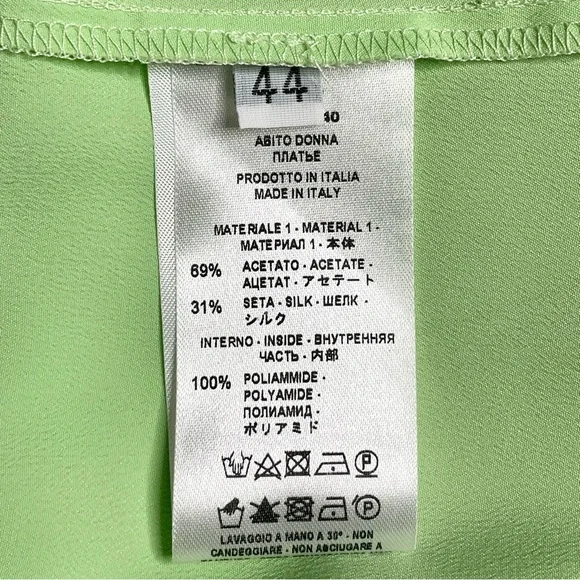 44
40
ABITO DONNA
ПЛАТЬЕ
PRODOTTO IN ITALIA
MADE IN ITALY
MATERIALE 1 - MATERIAL 1 -
МАТЕРИАЛ 1 - 本体
69% ACETATO - ACETATE -
АЦЕТАТ - アセテート
31% SETA - SILK - ШЕЛК -
シルク
INTERNO - INSIDE - ВНУТРЕННЯЯ
ЧАСТЬ - 内部
100% POLIAMMIDE -
POLYAMIDE -
ПОЛИАМИД -
ポリアミド
LAVAGGIO A MANO A 30° - NON
CANDEGGIARE - NON ASCIUGARE A